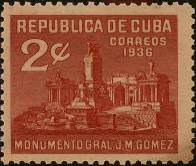 REPUBLICA DE CUBA
2¢
CORREOS
1936
MONUMENTO GRAL. J.M. GOMEZ